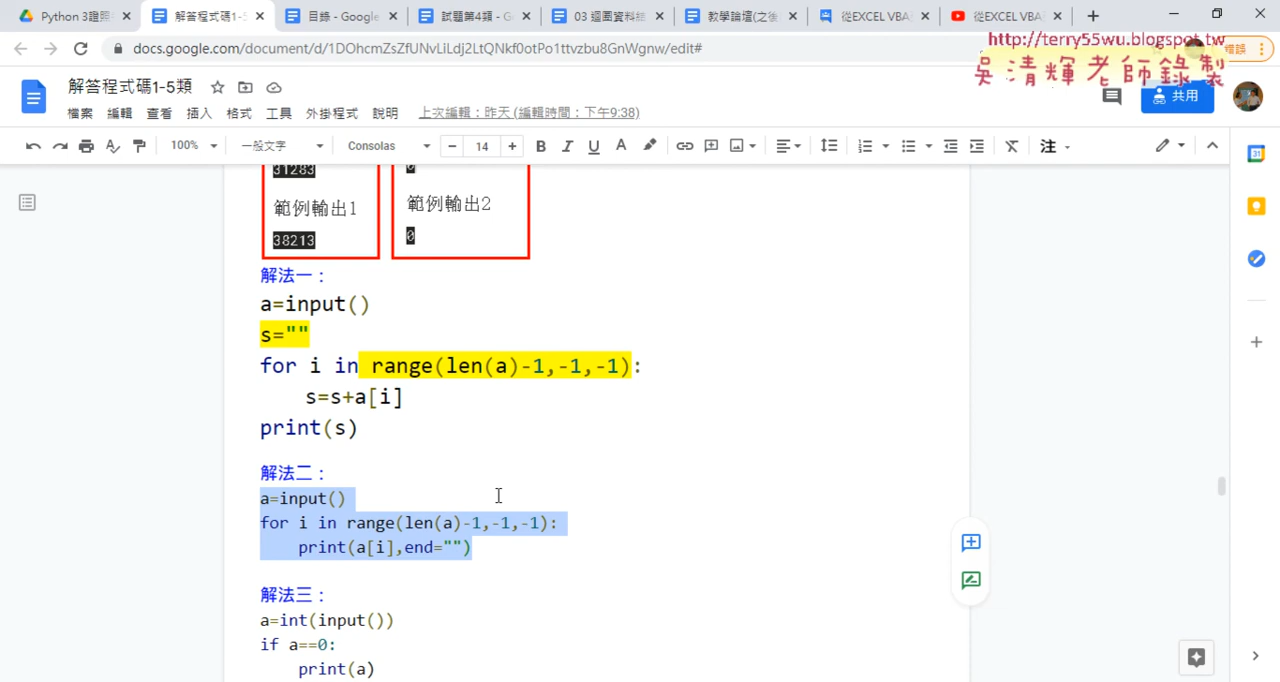 Python 3證照
解答程式碼1-5
目錄 - Google
試題第4類 - G
03 迴圈資料結
教學論壇(之後
從EXCEL VBA
從EXCEL VBA
docs.google.com/document/d/1DOhcmZsZfUNvLiLdj2LtQNkf0otPo1ttvzbu8GnWgnw/edit#
http://terry55wu.blogspot.tw
吳清輝老師錄製
解答程式碼1-5類
檔案 編輯 查看 插入 格式 工具 外掛程式 說明 上次編輯：昨天 (編輯時間：下午9:38)
共用
100% 一般文字 Consolas 14 B I U A 注
31283
0
範例輸出1
範例輸出2
38213
0
解法一：
a=input()
s=""
for i in range(len(a)-1,-1,-1):
s=s+a[i]
print(s)
解法二：
a=input()
for i in range(len(a)-1,-1,-1):
print(a[i],end="")
解法三：
a=int(input())
if a==0:
print(a)